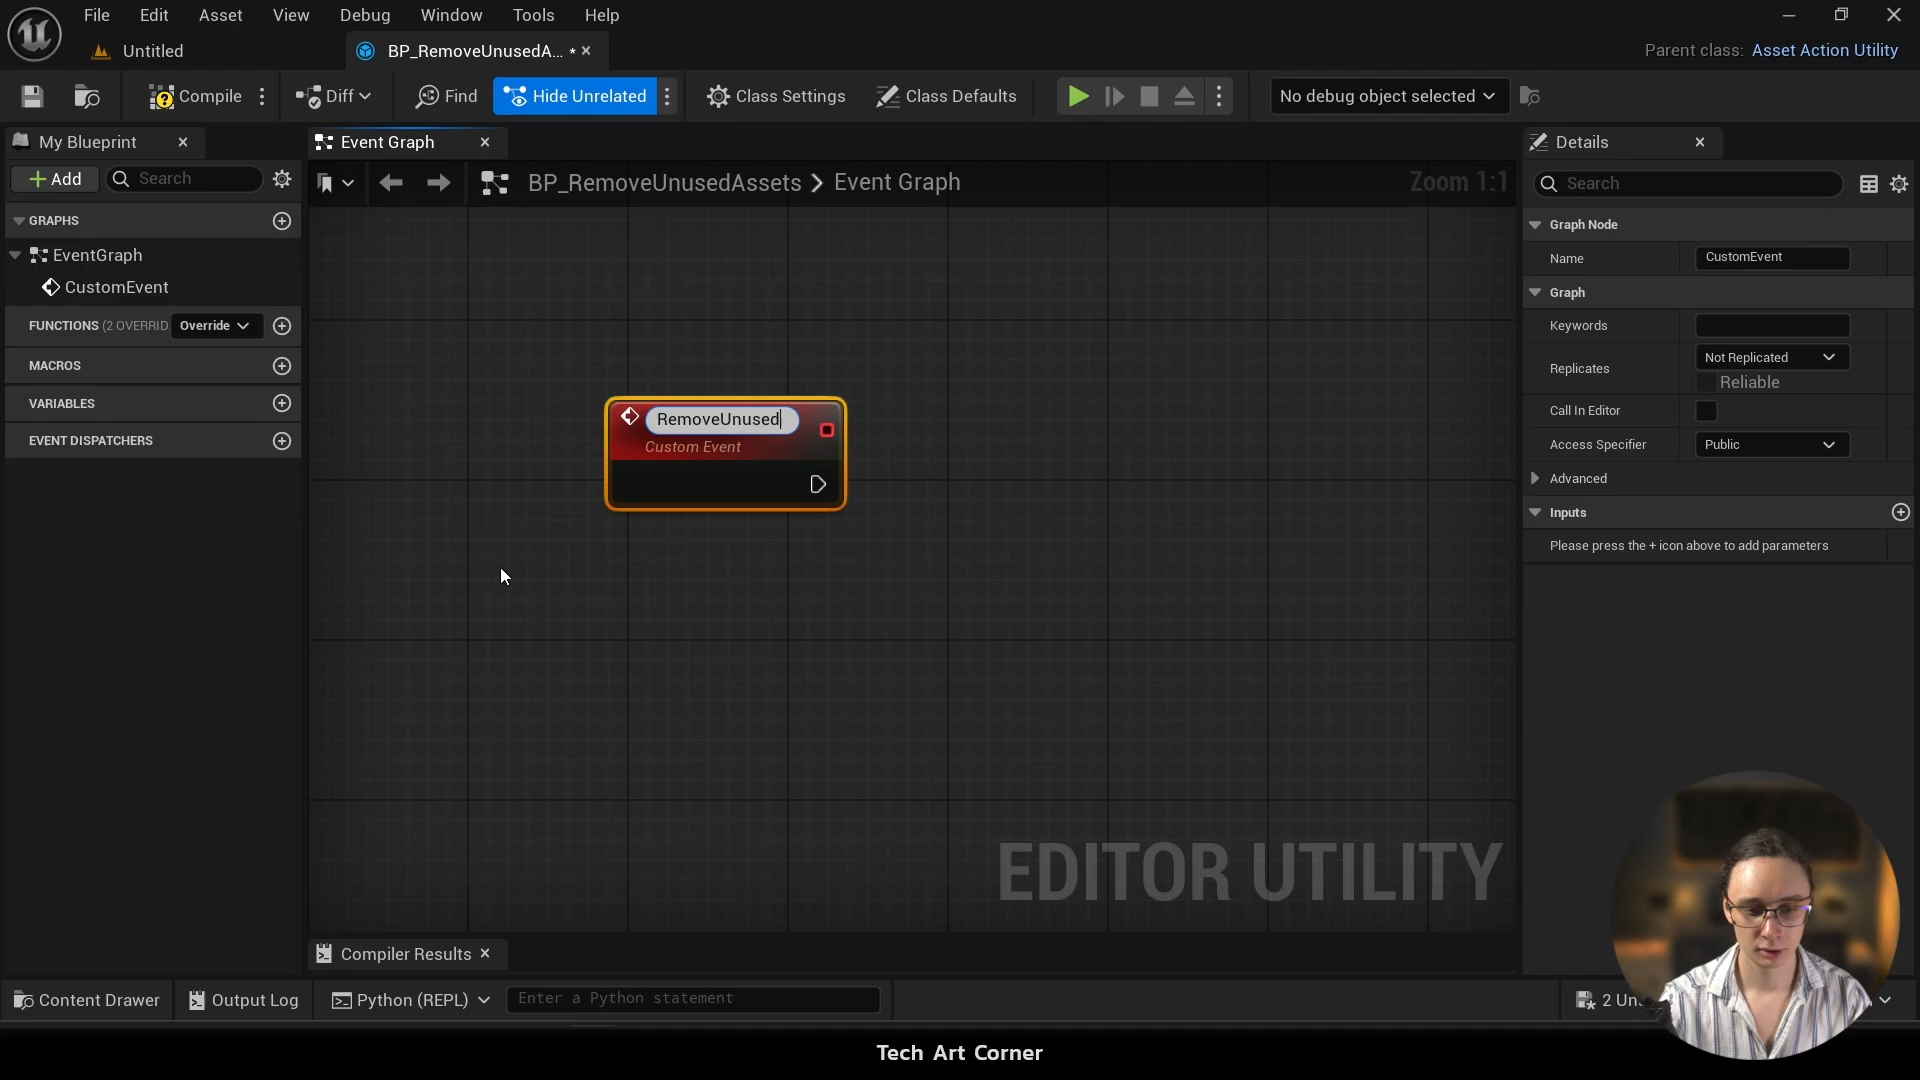 File Edit Asset View Debug Window Tools Help
Untitled
BP_RemoveUnusedA... *
Parent class: Asset Action Utility
Compile
Diff
Find
Hide Unrelated
Class Settings
Class Defaults
No debug object selected
My Blueprint
Add
Search
GRAPHS
EventGraph
CustomEvent
FUNCTIONS (2 OVERRID
Override
MACROS
VARIABLES
EVENT DISPATCHERS
Event Graph
BP_RemoveUnusedAssets > Event Graph
Zoom 1:1
RemoveUnused
Custom Event
EDITOR UTILITY
Compiler Results
Details
Search
Graph Node
Name CustomEvent
Graph
Keywords
Replicates Not Replicated
Reliable
Call In Editor
Access Specifier Public
Advanced
Inputs
Please press the + icon above to add parameters
Content Drawer
Output Log
Python (REPL)
Enter a Python statement
2 Un
Tech Art Corner